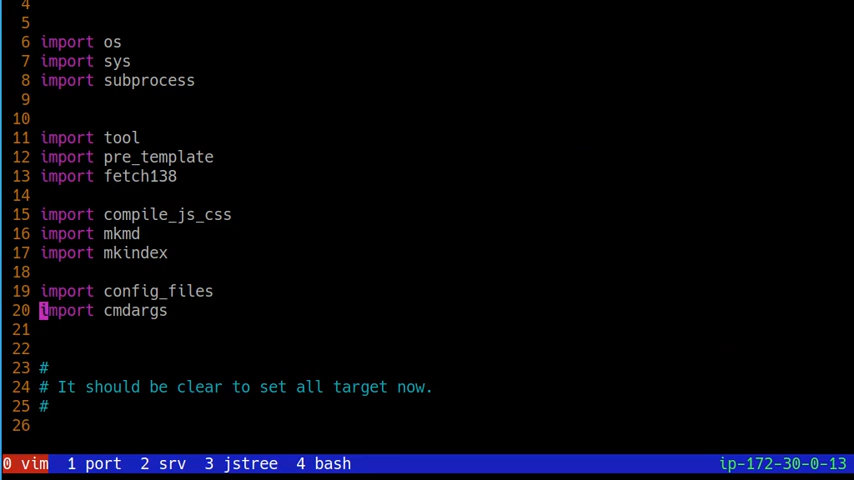 4
5
6 import os
7 import sys
8 import subprocess
9
10
11 import tool
12 import pre_template
13 import fetch138
14
15 import compile_js_css
16 import mkmd
17 import mkindex
18
19 import config_files
20 import cmdargs
21
22
23 #
24 # It should be clear to set all target now.
25 #
26
0 vim  1 port  2 srv  3 jstree  4 bash  ip-172-30-0-13